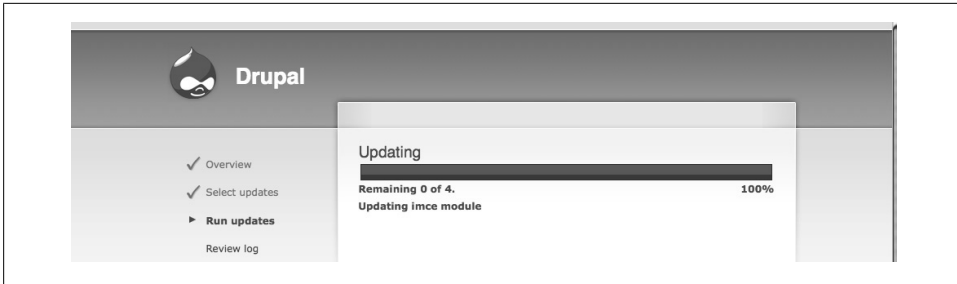 Drupal
Overview
Select updates
Run updates
Review log
Updating
Remaining 0 of 4. 100%
Updating imce module